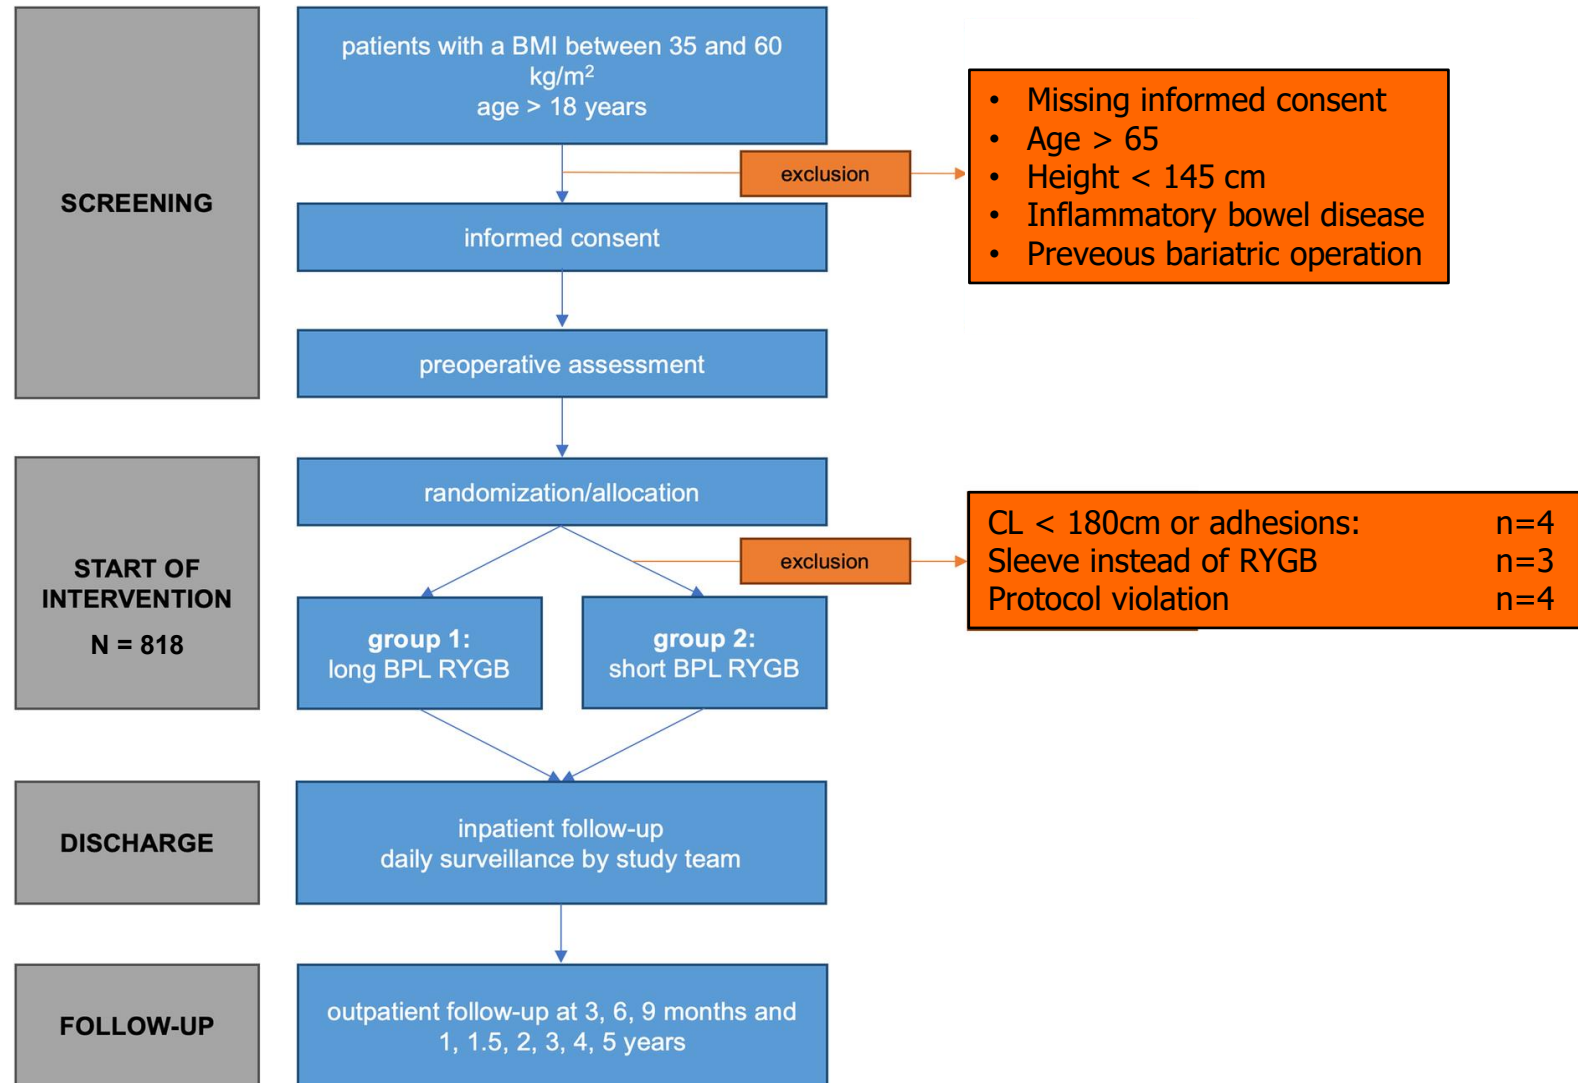 SCREENING
patients with a BMI between 35 and 60
kg/m²
age > 18 years
exclusion
• Missing informed consent
• Age > 65
• Height < 145 cm
• Inflammatory bowel disease
• Preveous bariatric operation
informed consent
preoperative assessment
START OF
INTERVENTION
N = 818
randomization/allocation
exclusion
CL < 180cm or adhesions: n=4
Sleeve instead of RYGB n=3
Protocol violation n=4
group 1:
long BPL RYGB
group 2:
short BPL RYGB
DISCHARGE
inpatient follow-up
daily surveillance by study team
FOLLOW-UP
outpatient follow-up at 3, 6, 9 months and
1, 1.5, 2, 3, 4, 5 years